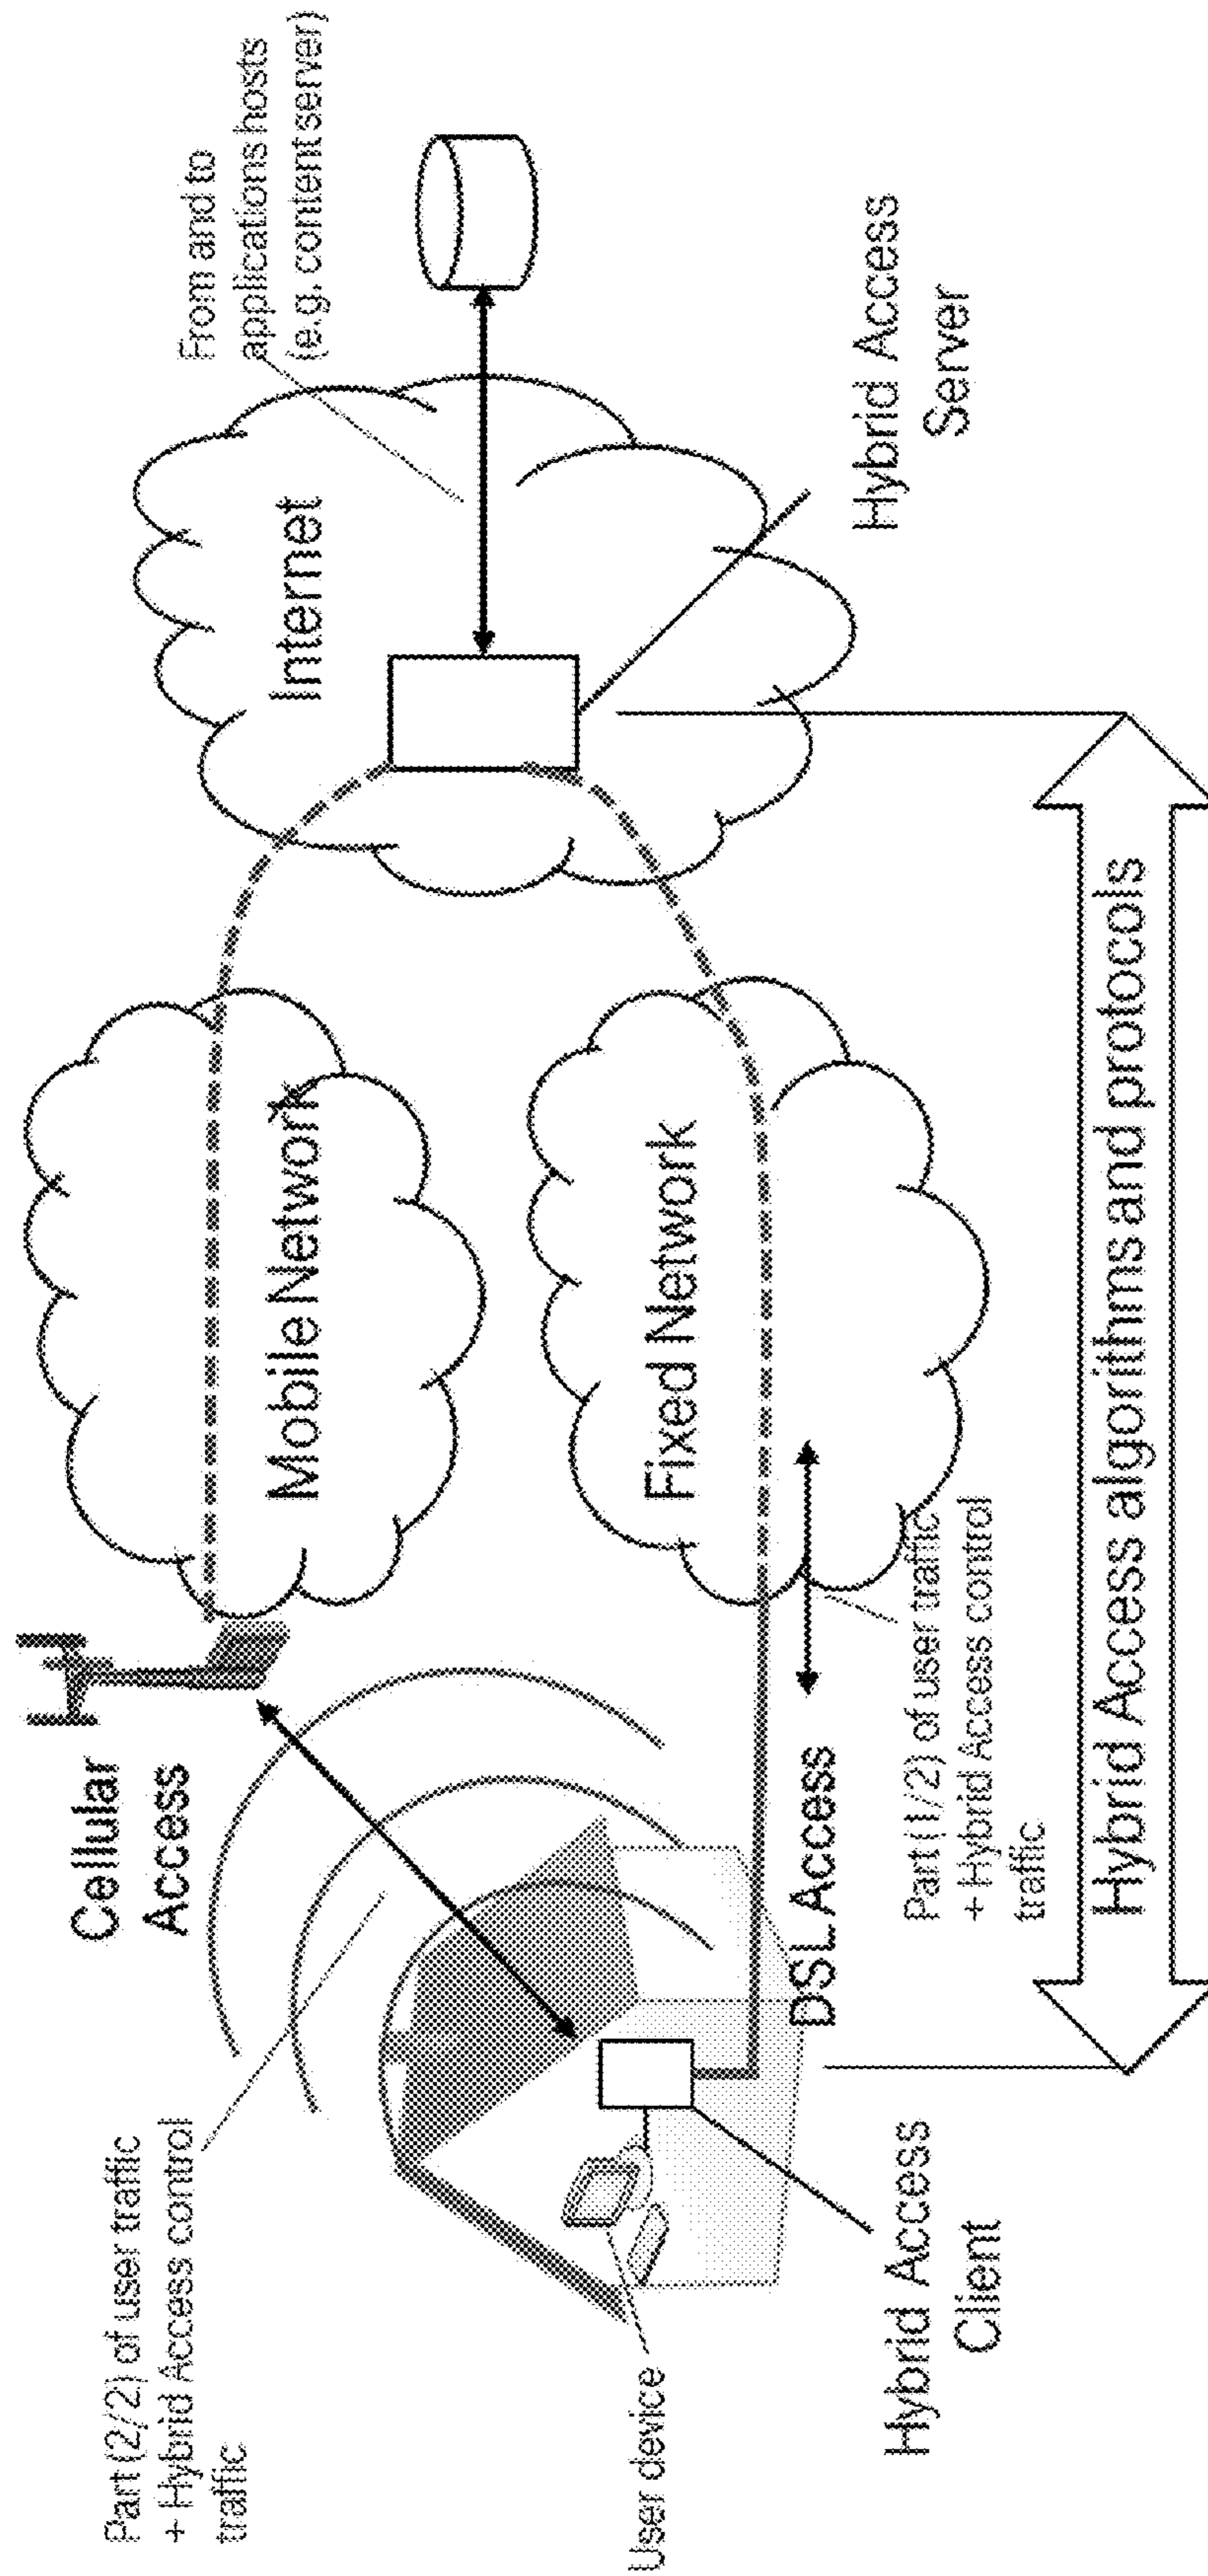 Part (2/2) of user traffic
+ Hybrid Access control
traffic
Cellular
Access
Mobile Network
Internet
From and to
applications hosts
(e.g. content server)
User device
Fixed Network
DSL Access
Part (1/2) of user traffic
+ Hybrid Access control
traffic
Hybrid Access
Client
Hybrid Access
Server
Hybrid Access algorithms and protocols